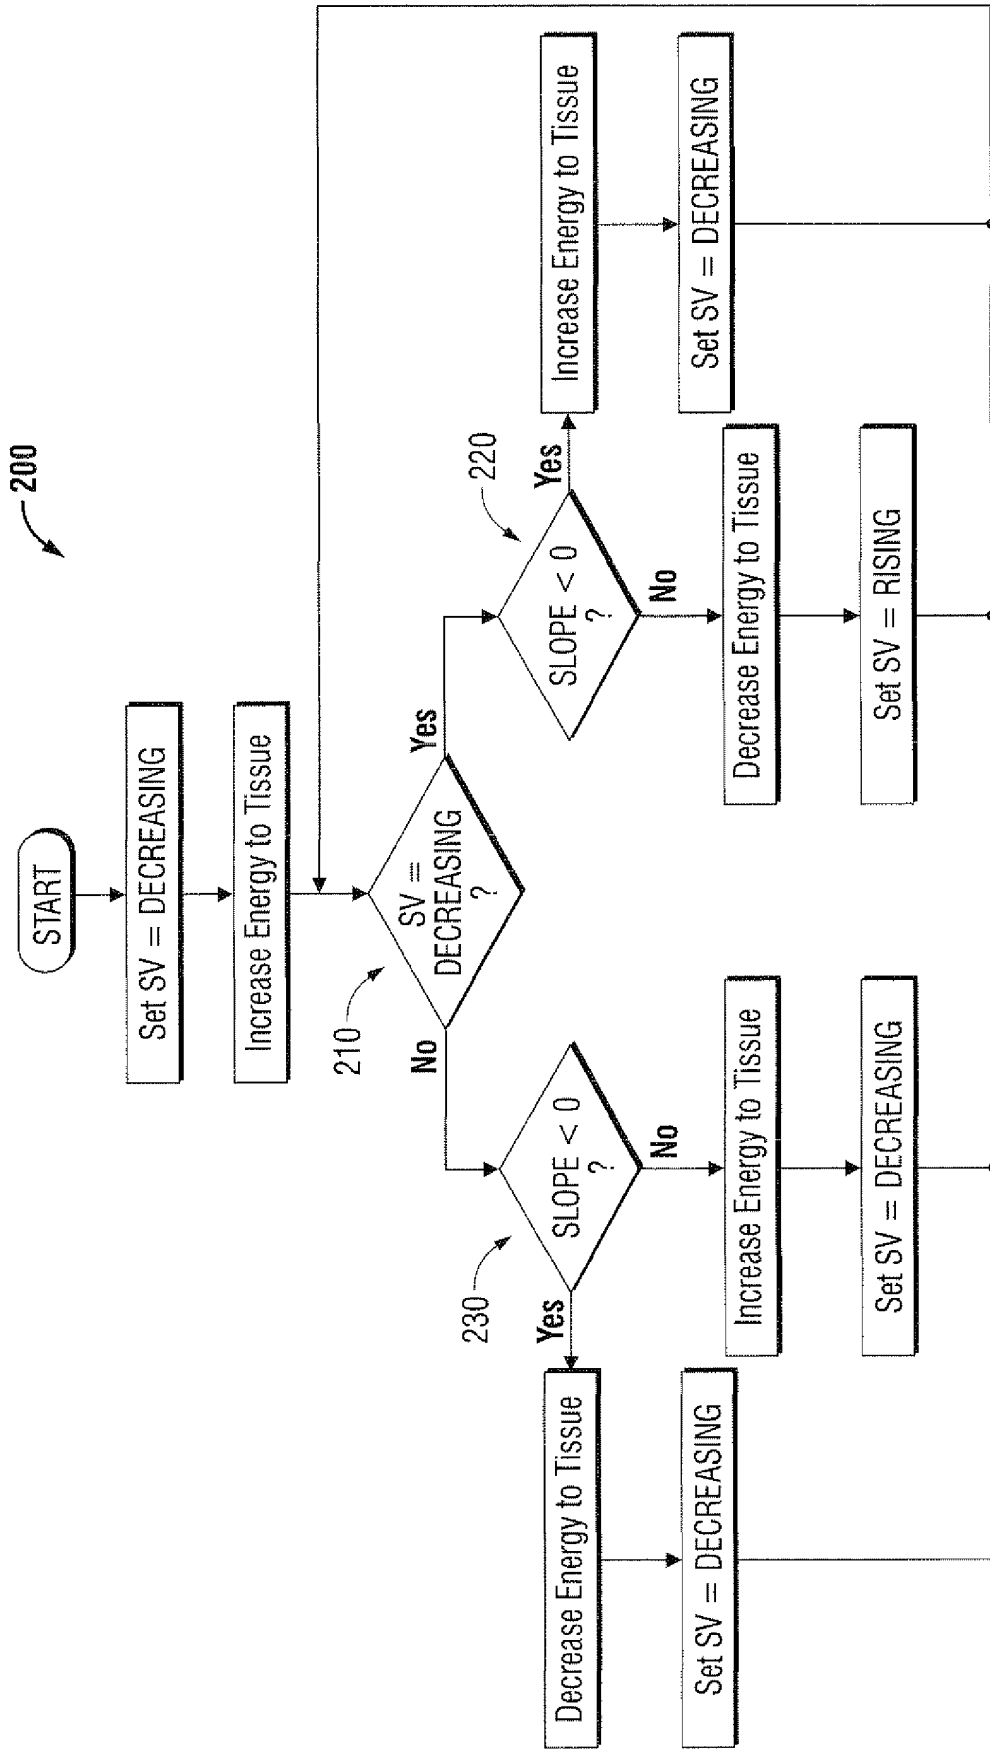 200
START
Set SV = DECREASING
Increase Energy to Tissue
210
SV =
DECREASING
?
No
Yes
230
SLOPE < 0
?
Yes
No
220
SLOPE < 0
?
Yes
No
Decrease Energy to Tissue
Set SV = DECREASING
Increase Energy to Tissue
Set SV = DECREASING
Decrease Energy to Tissue
Set SV = RISING
Increase Energy to Tissue
Set SV = DECREASING